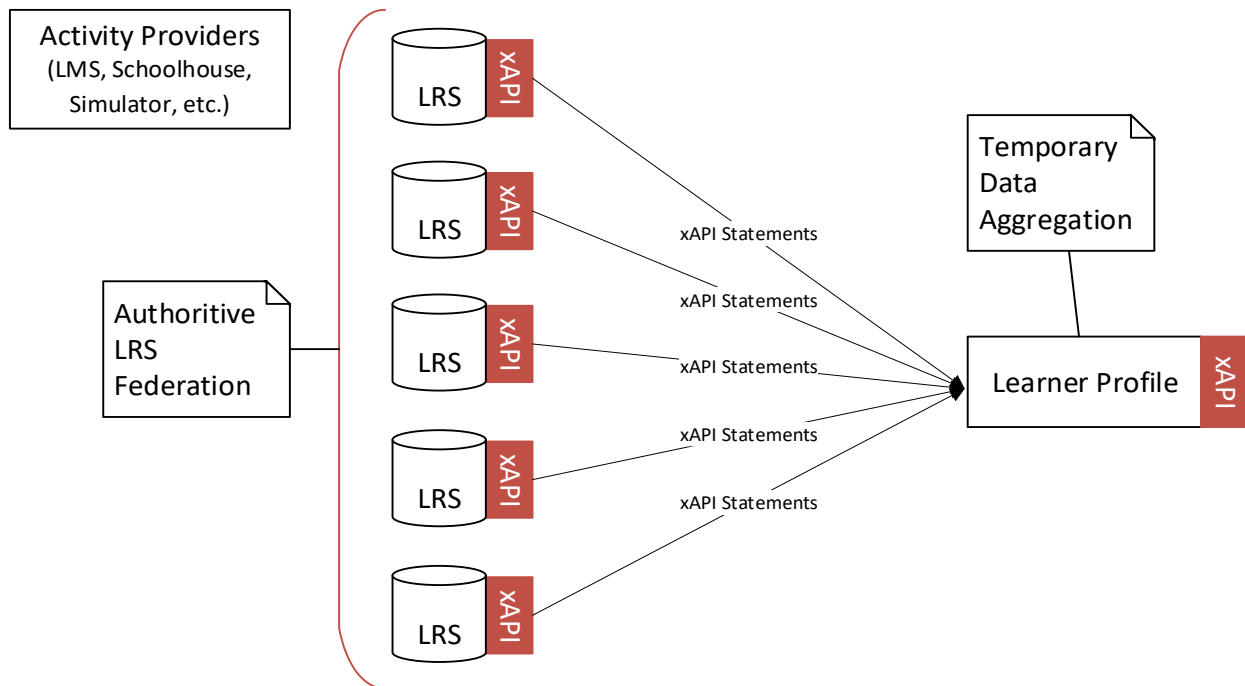 Activity Providers
(LMS, Schoolhouse,
Simulator, etc.)
Authoritive
LRS
Federation
LRS
xAPI
LRS
xAPI
LRS
xAPI
LRS
xAPI
LRS
xAPI
xAPI Statements
xAPI Statements
xAPI Statements
xAPI Statements
xAPI Statements
Temporary
Data
Aggregation
Learner Profile
xAPI